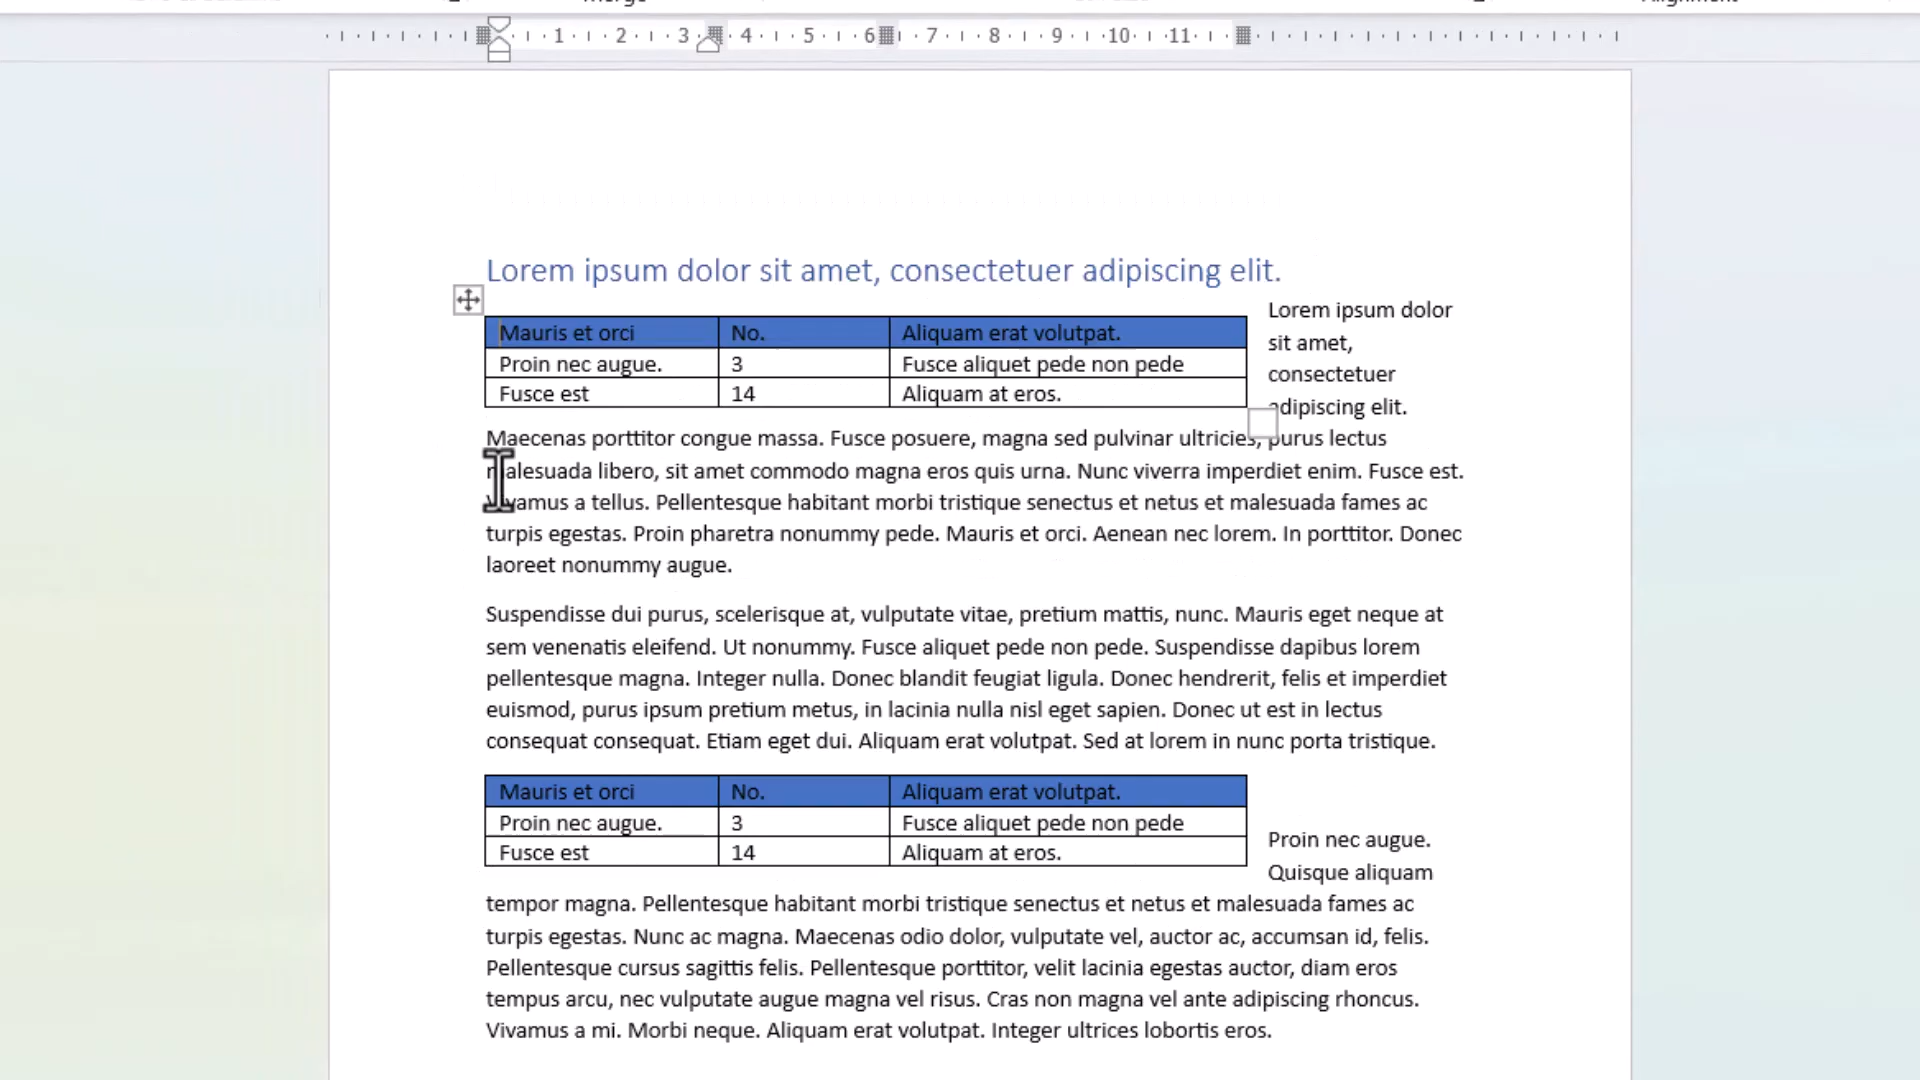 Alignment
1 2 3 4 5 6 7 8 9 10 11
Lorem ipsum dolor sit amet, consectetuer adipiscing elit.
Mauris et orci No. Aliquam erat volutpat.
Proin nec augue. 3 Fusce aliquet pede non pede
Fusce est 14 Aliquam at eros.
Lorem ipsum dolor
sit amet,
consectetuer
adipiscing elit.
Maecenas porttitor congue massa. Fusce posuere, magna sed pulvinar ultricies, purus lectus
malesuada libero, sit amet commodo magna eros quis urna. Nunc viverra imperdiet enim. Fusce est.
Vivamus a tellus. Pellentesque habitant morbi tristique senectus et netus et malesuada fames ac
turpis egestas. Proin pharetra nonummy pede. Mauris et orci. Aenean nec lorem. In porttitor. Donec
laoreet nonummy augue.
Suspendisse dui purus, scelerisque at, vulputate vitae, pretium mattis, nunc. Mauris eget neque at
sem venenatis eleifend. Ut nonummy. Fusce aliquet pede non pede. Suspendisse dapibus lorem
pellentesque magna. Integer nulla. Donec blandit feugiat ligula. Donec hendrerit, felis et imperdiet
euismod, purus ipsum pretium metus, in lacinia nulla nisl eget sapien. Donec ut est in lectus
consequat consequat. Etiam eget dui. Aliquam erat volutpat. Sed at lorem in nunc porta tristique.
Mauris et orci No. Aliquam erat volutpat.
Proin nec augue. 3 Fusce aliquet pede non pede
Fusce est 14 Aliquam at eros.
Proin nec augue.
Quisque aliquam
tempor magna. Pellentesque habitant morbi tristique senectus et netus et malesuada fames ac
turpis egestas. Nunc ac magna. Maecenas odio dolor, vulputate vel, auctor ac, accumsan id, felis.
Pellentesque cursus sagittis felis. Pellentesque porttitor, velit lacinia egestas auctor, diam eros
tempus arcu, nec vulputate augue magna vel risus. Cras non magna vel ante adipiscing rhoncus.
Vivamus a mi. Morbi neque. Aliquam erat volutpat. Integer ultrices lobortis eros.